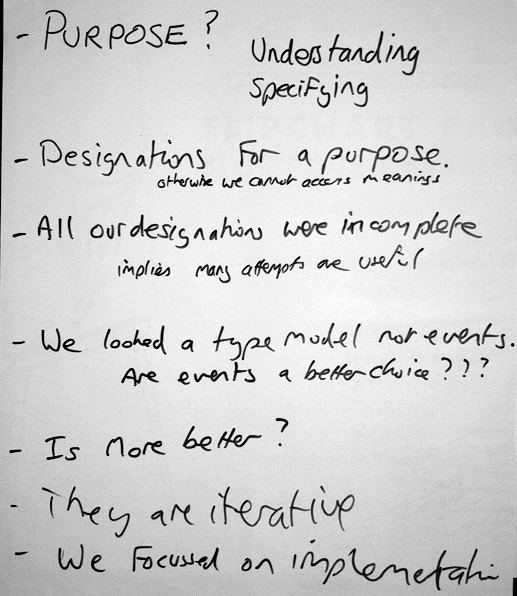 - PURPOSE?
Understanding
Specifying
- Designations For a purpose.
otherwise we cannot access meanings
- All our designations were incomplete
implies many attempts are useful
- We looked a type model not events.
Are events a better choice???
- Is more better?
- They are iterative
- We Focussed on implemetati